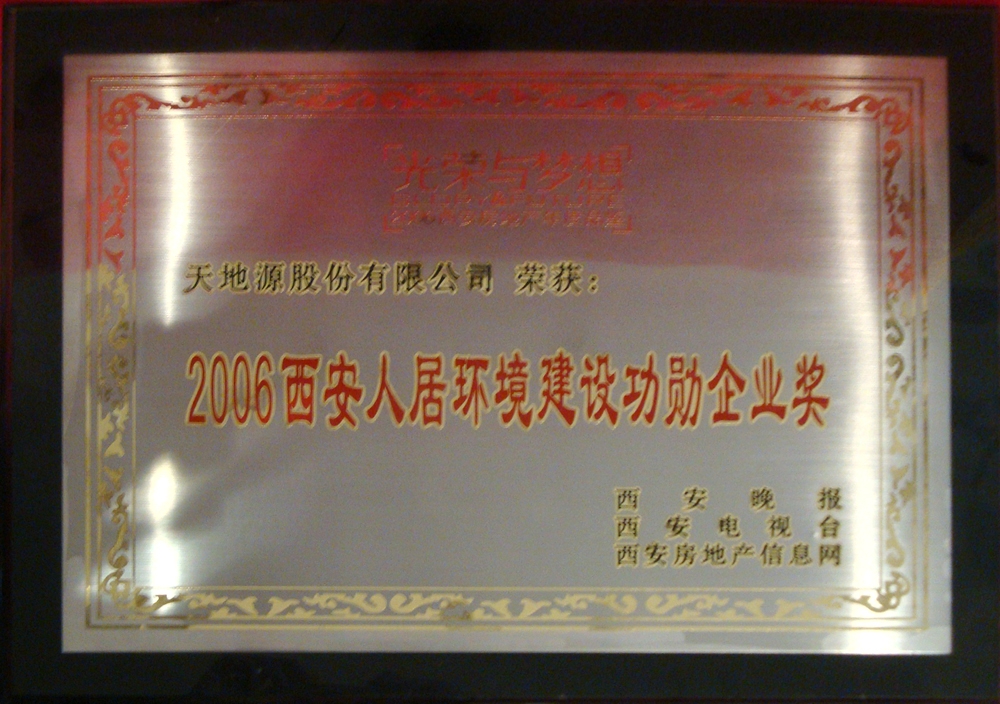 光荣与梦想
天地源股份有限公司 荣获：
2006西安人居环境建设功勋企业奖
西安晚报
西安电视台
西安房地产信息网